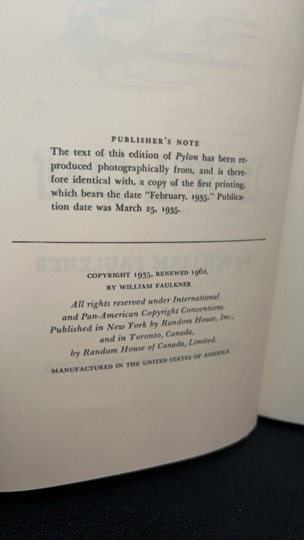 PUBLISHER'S NOTE
The text of this edition of Pylon has been re-
produced photographically from, and is there-
fore identical with, a copy of the first printing,
which bears the date "February, 1935." Publica-
tion date was March 25, 1935.
COPYRIGHT 1935, RENEWED 1962,
BY WILLIAM FAULKNER
All rights reserved under International
and Pan-American Copyright Conventions.
Published in New York by Random House, Inc.,
and in Toronto, Canada,
by Random House of Canada, Limited.
MANUFACTURED IN THE UNITED STATES OF AMERICA